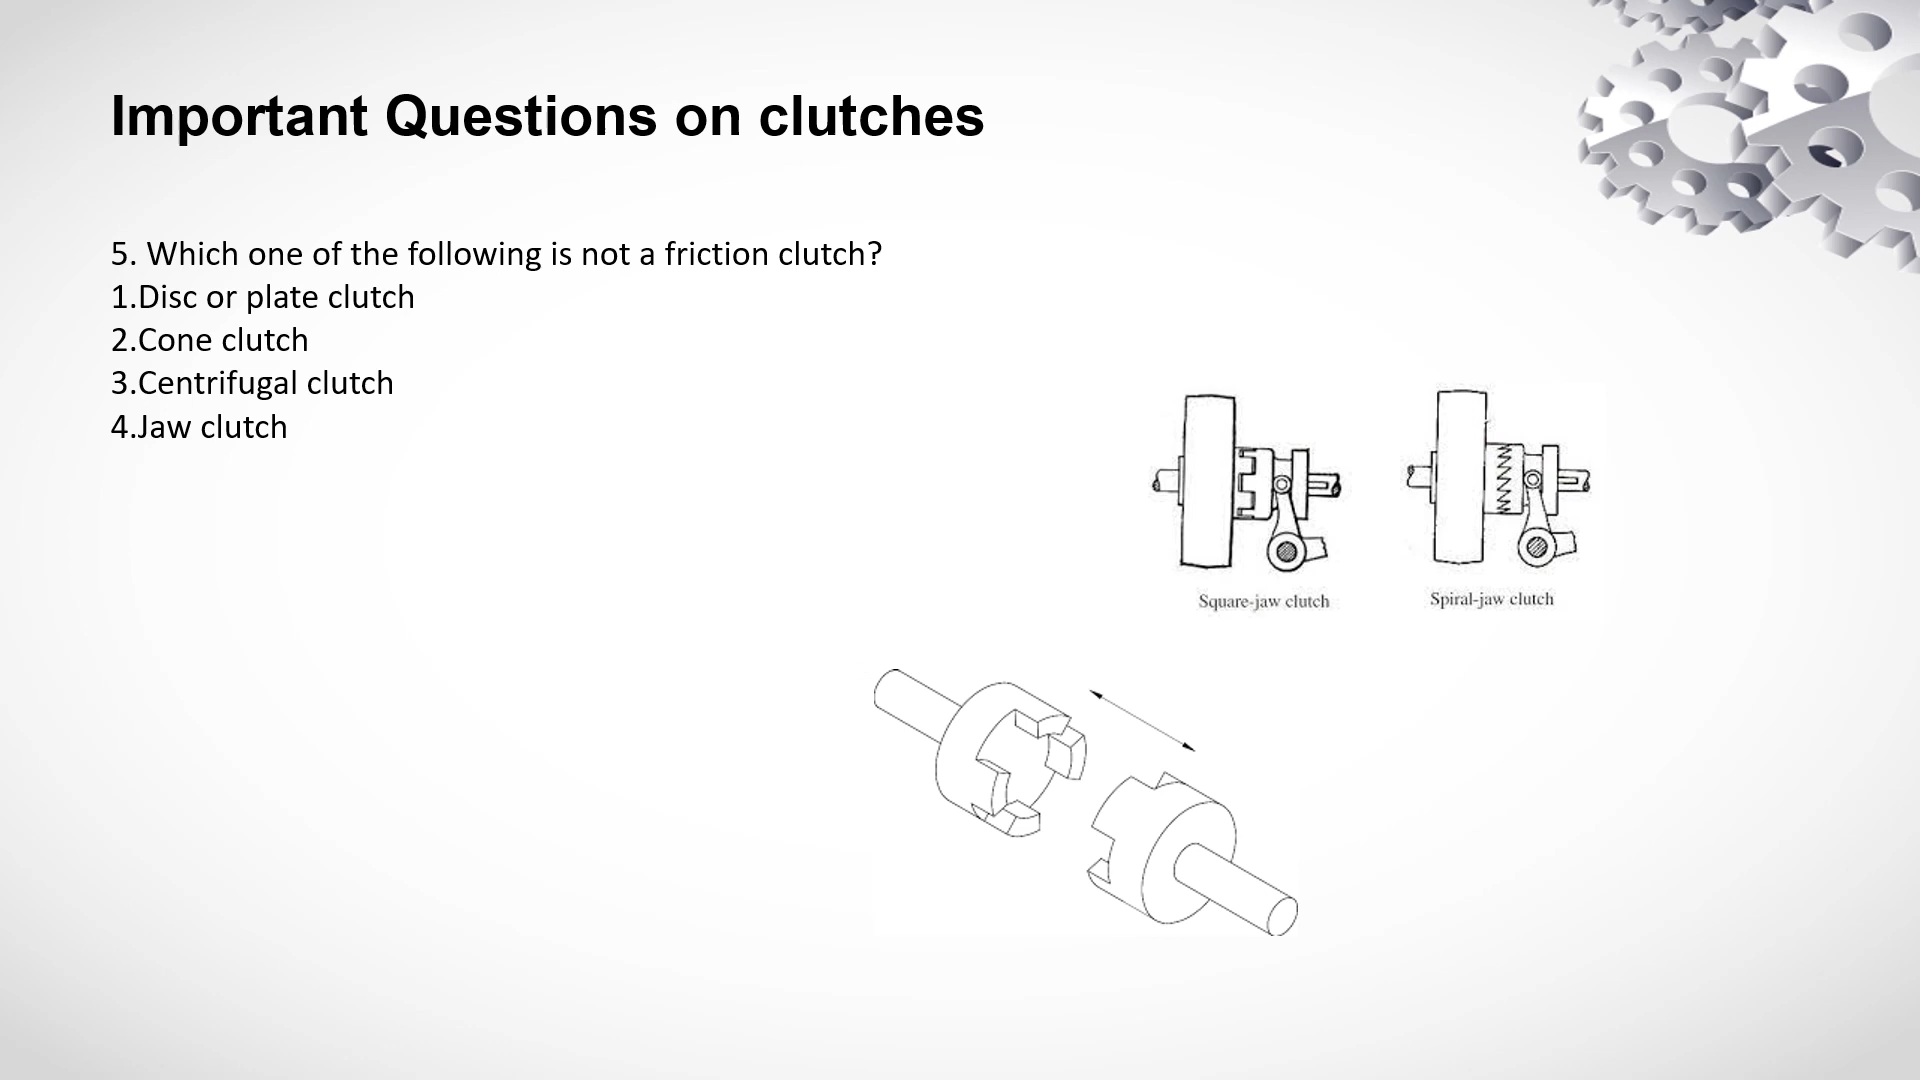 Important Questions on clutches
5. Which one of the following is not a friction clutch?
1.Disc or plate clutch
2.Cone clutch
3.Centrifugal clutch
4.Jaw clutch
Square-jaw clutch
Spiral-jaw clutch